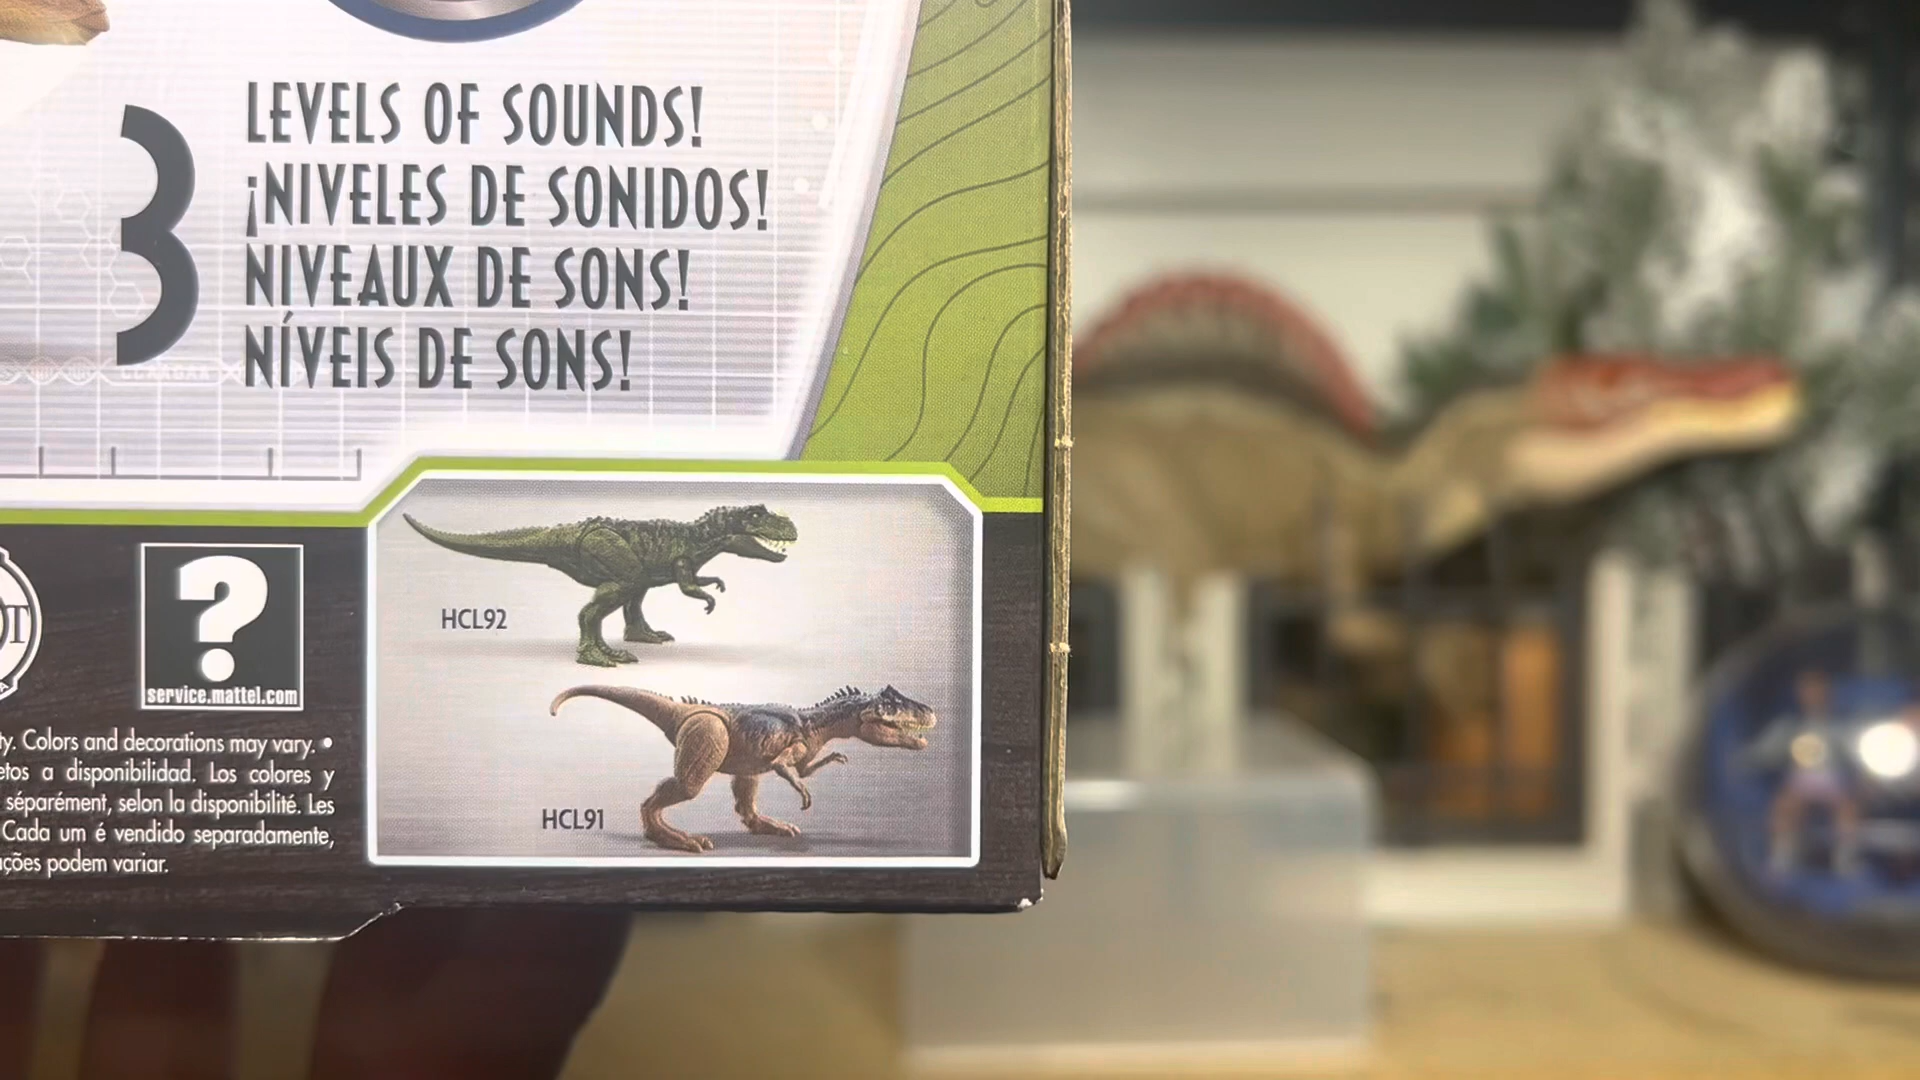 3
LEVELS OF SOUNDS!
¡NIVELES DE SONIDOS!
NIVEAUX DE SONS!
NÍVEIS DE SONS!
HCL92
HCL91
?
service.mattel.com
ty. Colors and decorations may vary. •
etos a disponibilidad. Los colores y
séparément, selon la disponibilité. Les
Cada um é vendido separadamente,
ações podem variar.